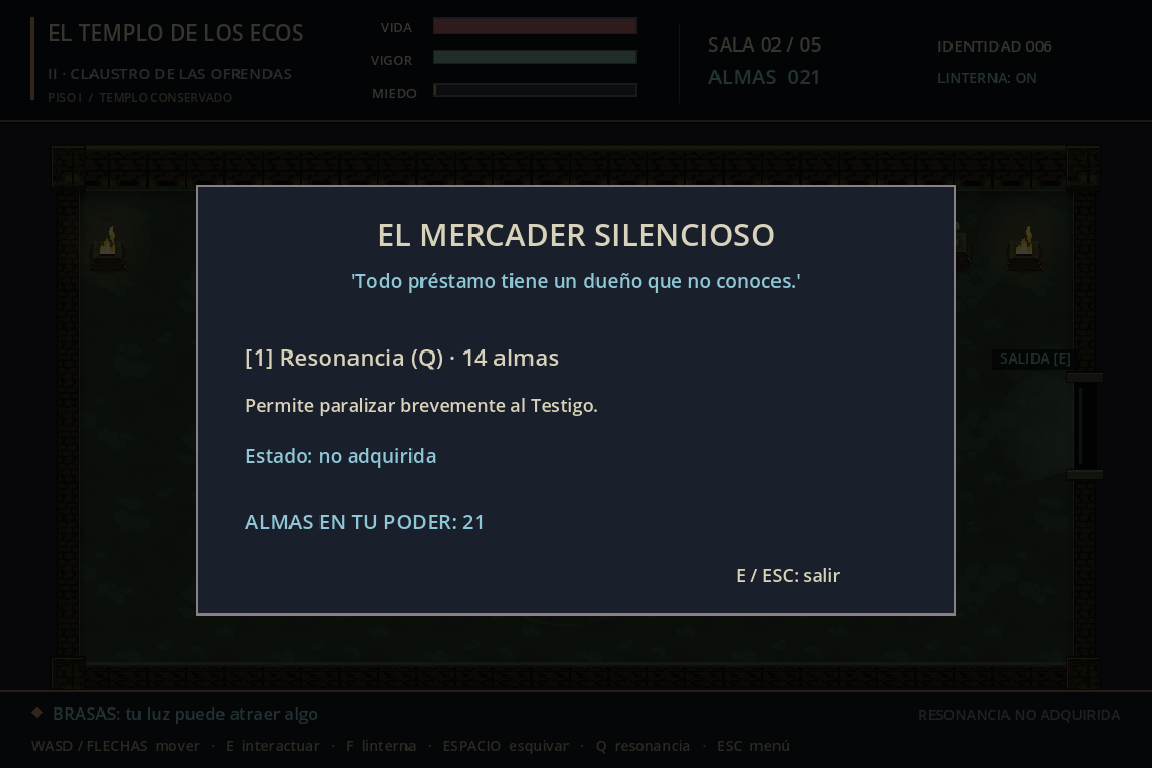 EL TEMPLO DE LOS ECOS
II · CLAUSTRO DE LAS OFRENDAS
PISO I / TEMPLO CONSERVADO
VIDA
VIGOR
MIEDO
SALA 02 / 05
ALMAS 021
IDENTIDAD 006
LINTERNA: ON
EL MERCADER SILENCIOSO
'Todo préstamo tiene un dueño que no conoces.'
[1] Resonancia (Q) · 14 almas
Permite paralizar brevemente al Testigo.
Estado: no adquirida
ALMAS EN TU PODER: 21
E / ESC: salir
SALIDA [E]
BRASAS: tu luz puede atraer algo
RESONANCIA NO ADQUIRIDA
WASD / FLECHAS mover · E interactuar · F linterna · ESPACIO esquivar · Q resonancia · ESC menú